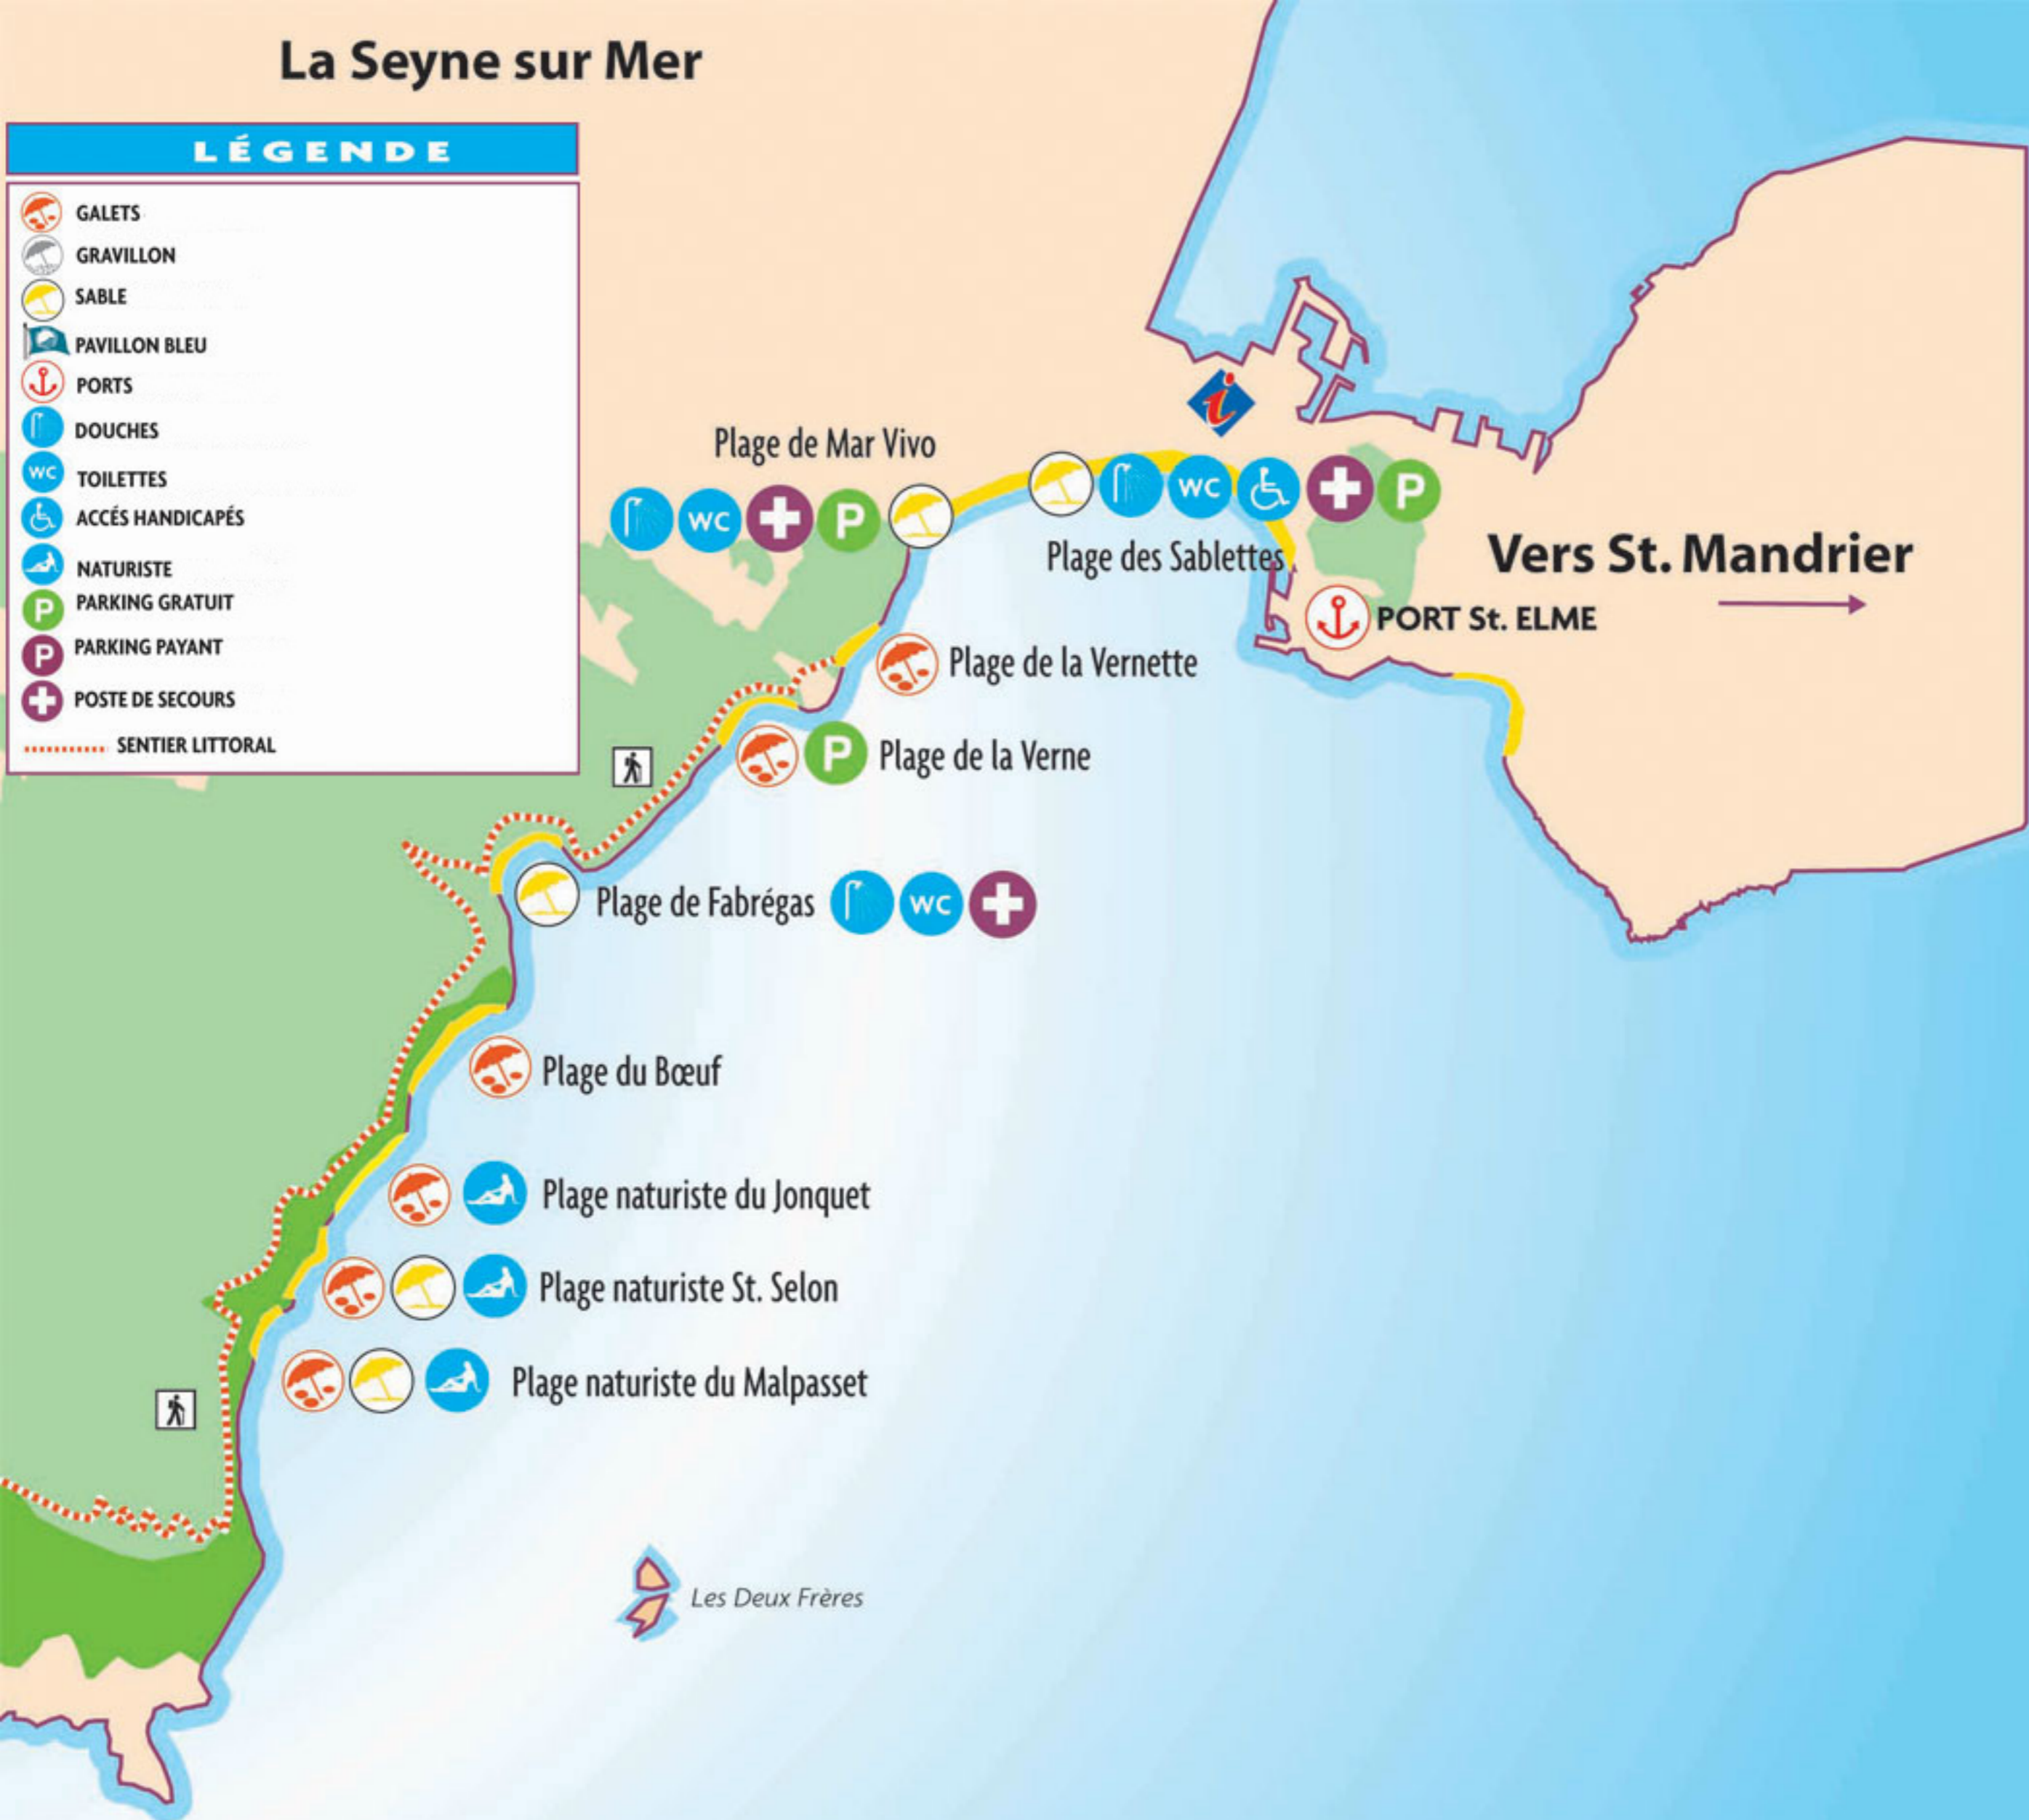 La Seyne sur Mer
LÉGENDE
GALETS
GRAVILLON
SABLE
PAVILLON BLEU
PORTS
DOUCHES
WC
TOILETTES
ACCÉS HANDICAPÉS
NATURISTE
P
PARKING GRATUIT
P
PARKING PAYANT
POSTE DE SECOURS
SENTIER LITTORAL
i
Plage de Mar Vivo
WC
P
WC
P
Plage des Sablettes
Vers St. Mandrier
PORT St. ELME
Plage de la Vernette
P
Plage de la Verne
Plage de Fabrégas
WC
Plage du Bœuf
Plage naturiste du Jonquet
Plage naturiste St. Selon
Plage naturiste du Malpasset
Les Deux Frères